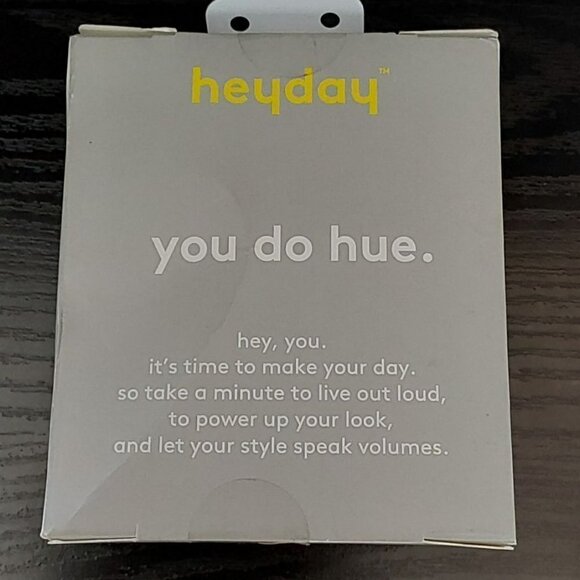 heyday™
you do hue.
hey, you.
it's time to make your day.
so take a minute to live out loud,
to power up your look,
and let your style speak volumes.